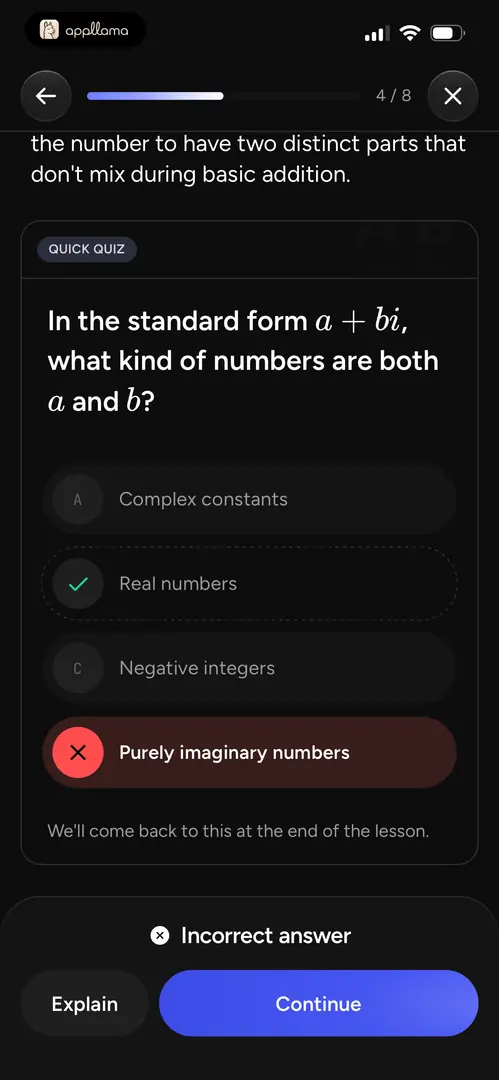 appllama
4 / 8
the number to have two distinct parts that
don't mix during basic addition.
QUICK QUIZ
In the standard form a + bi,
what kind of numbers are both
a and b?
A Complex constants
Real numbers
C Negative integers
Purely imaginary numbers
We'll come back to this at the end of the lesson.
Incorrect answer
Explain
Continue